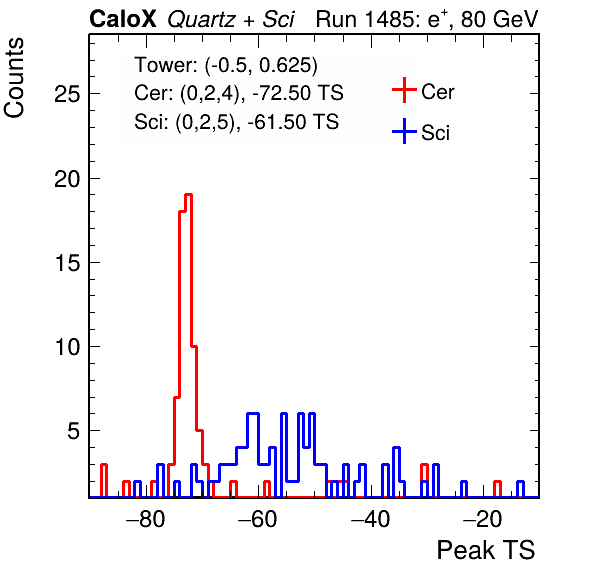 CaloX Quartz + Sci Run 1485: e+, 80 GeV
Counts
Tower: (-0.5, 0.625)
Cer: (0,2,4), -72.50 TS
Sci: (0,2,5), -61.50 TS
Cer
Sci
25
20
15
10
5
−80 −60 −40 −20
Peak TS